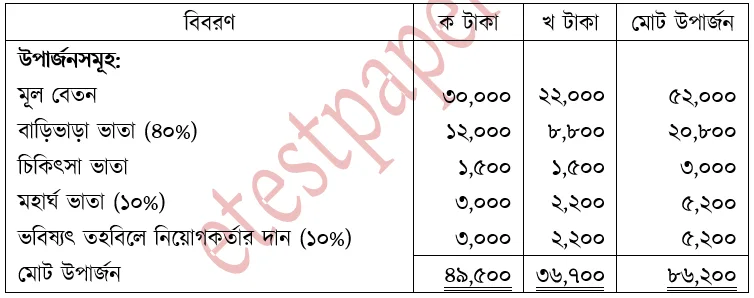 বিবরণ ক টাকা খ টাকা মোট উপার্জন
উপার্জনসমূহ:
মূল বেতন ৩০,০০০ ২২,০০০ ৫২,০০০
বাড়িভাড়া ভাতা (৪০%) ১২,০০০ ৮,৮০০ ২০,৮০০
চিকিৎসা ভাতা ১,৫০০ ১,৫০০ ৩,০০০
মহার্ঘ ভাতা (১০%) ৩,০০০ ২,২০০ ৫,২০০
ভবিষ্যৎ তহবিলে নিয়োগকর্তার দান (১০%) ৩,০০০ ২,২০০ ৫,২০০
মোট উপার্জন ৪৯,৫০০ ৩৬,৭০০ ৮৬,২০০
etestpaper